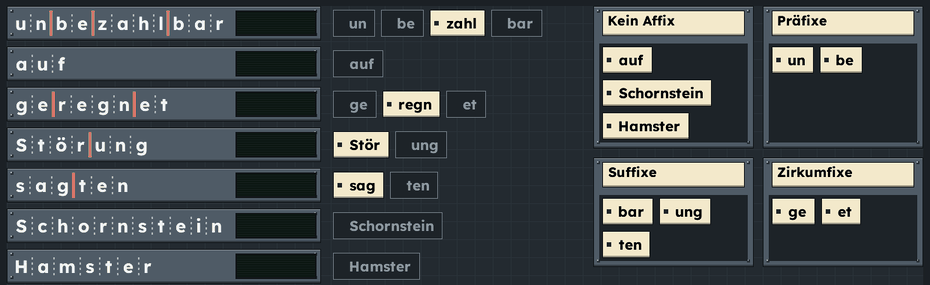 unbezahlbar
un be zahl bar
auf
auf
geregnet
ge regn et
Störung
Stör ung
sagten
sag ten
Schornstein
Schornstein
Hamster
Hamster
Kein Affix
auf
Schornstein
Hamster
Präfixe
un be
Suffixe
bar ung
ten
Zirkumfixe
ge et